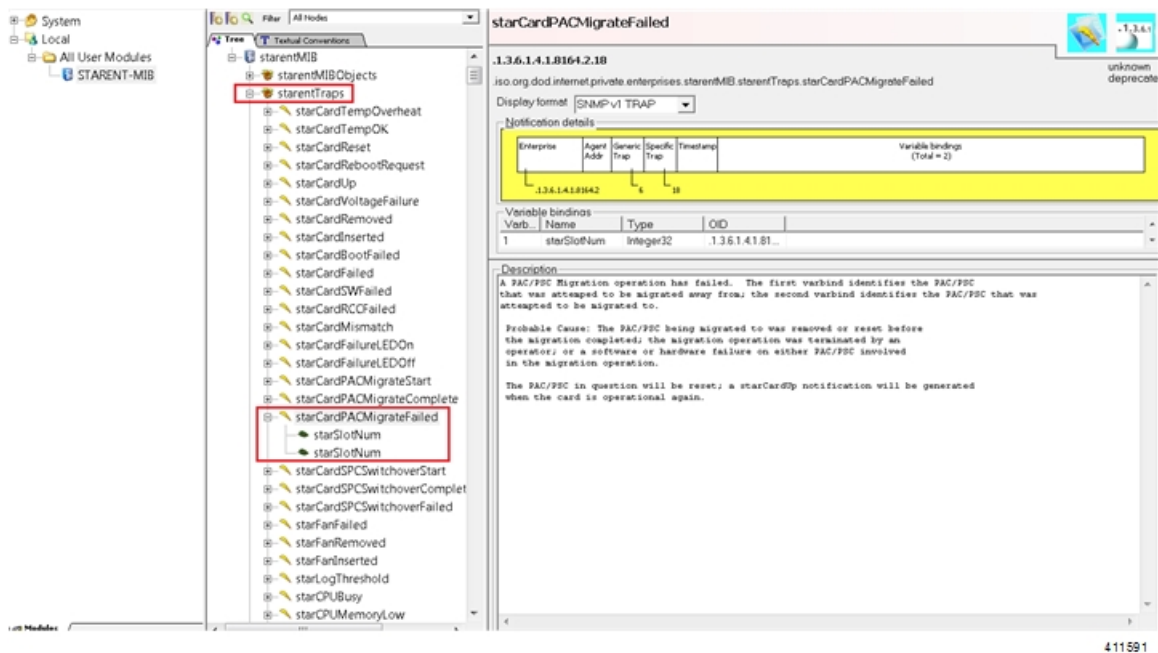 System
Local
All User Modules
STARENT-MIB
Filter All Nodes
Tree Textual Conventions
starentMIB
starentMIBObjects
starentTraps
starCardTempOverheat
starCardTempOK
starCardReset
starCardRebootRequest
starCardUp
starCardVoltageFailure
starCardRemoved
starCardInserted
starCardBootFailed
starCardFailed
starCardSWFailed
starCardRCCFailed
starCardMismatch
starCardFailureLEDOn
starCardFailureLEDOff
starCardPACMigrateStart
starCardPACMigrateComplete
starCardPACMigrateFailed
starSlotNum
starSlotNum
starCardSPCSwitchoverStart
starCardSPCSwitchoverComplet
starCardSPCSwitchoverFailed
starFanFailed
starFanRemoved
starFanInserted
starLogThreshold
starCPUBusy
starCPUMemoryLow
Modules
starCardPACMigrateFailed
.1.3.6.1
.1.3.6.1.4.1.8164.2.18
unknown
.iso.org.dod.internet.private.enterprises.starentMIB.starentTraps.starCardPACMigrateFailed
deprecate
Display format SNMPv1 TRAP
Notification details
Enterprise Agent Addr Generic Trap Specific Trap Timestamp Variable bindings (Total = 2)
.1.3.6.1.4.1.8164.2 6 18
Variable bindings
Varb... Name Type OID
1 starSlotNum Integer32 .1.3.6.1.4.1.81...
Description
A PAC/PSC Migration operation has failed. The first varbind identifies the PAC/PSC
that was attemped to be migrated away from; the second varbind identifies the PAC/PSC that was
attempted to be migrated to.
Probable Cause: The PAC/PSC being migrated to was removed or reset before
the migration completed; the migration operation was terminated by an
operator; or a software or hardware failure on either PAC/PSC involved
in the migration operation.
The PAC/PSC in question will be reset; a starCardUp notification will be generated
when the card is operational again.
411591